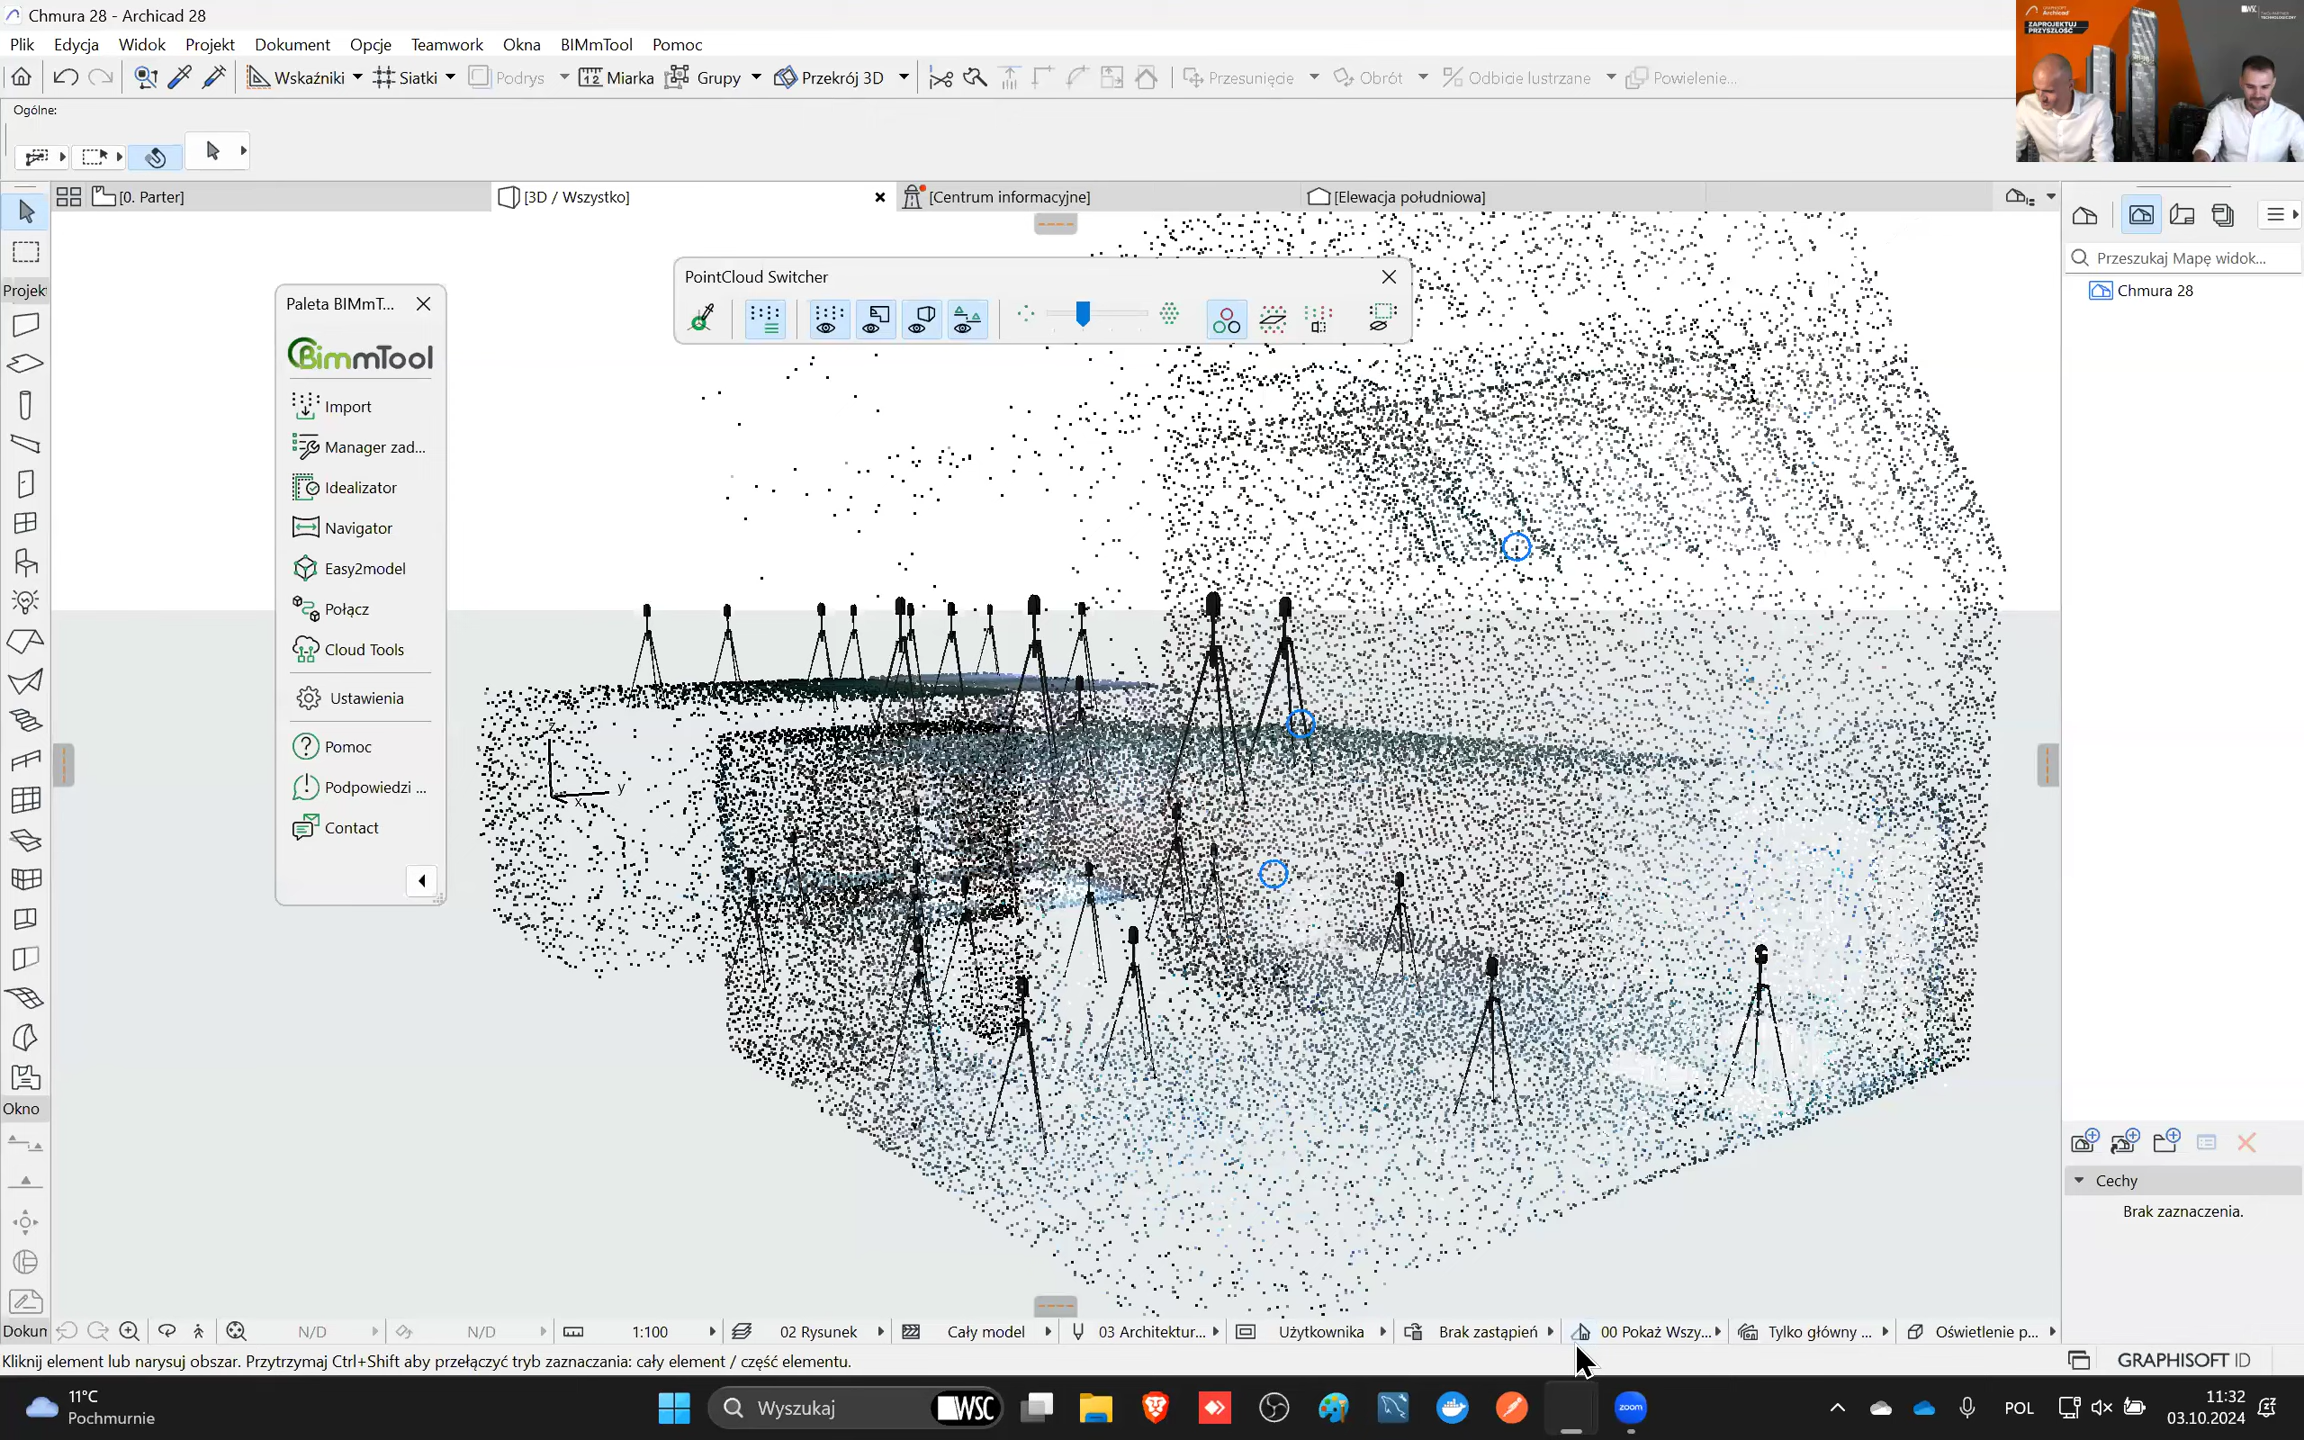 Chmura 28 - Archicad 28
Plik Edycja Widok Projekt Dokument Opcje Teamwork Okna BIMmTool Pomoc
Wskaźniki Siatki Podrys Miarka Grupy Przekrój 3D Przesunięcie Obrót Odbicie lustrzane Powielenie...
Ogólne:
[0. Parter] [3D / Wszystko] [Centrum informacyjne] [Elewacja południowa]
GRAPHISOFT
Archicad
ZAPROJEKTUJ
PRZYSZŁOŚĆ
WSC
Przeszukaj Mapę widok...
Chmura 28
Projekt
PointCloud Switcher
Paleta BIMmT...
BimmTool
Import
Manager zad...
Idealizator
Navigator
Easy2model
Połącz
Cloud Tools
Ustawienia
Pomoc
Podpowiedzi ...
Contact
z
y
x
Okno
Cechy
Brak zaznaczenia.
Dokun
N/D N/D 1:100 02 Rysunek Cały model 03 Architektur... Użytkownika Brak zastąpień 00 Pokaż Wszy... Tylko główny ... Oświetlenie p...
Kliknij element lub narysuj obszar. Przytrzymaj Ctrl+Shift aby przełączyć tryb zaznaczania: cały element / część elementu.
GRAPHISOFT ID
11°C
Pochmurnie
Wyszukaj
WSC
zoom
POL
11:32
03.10.2024